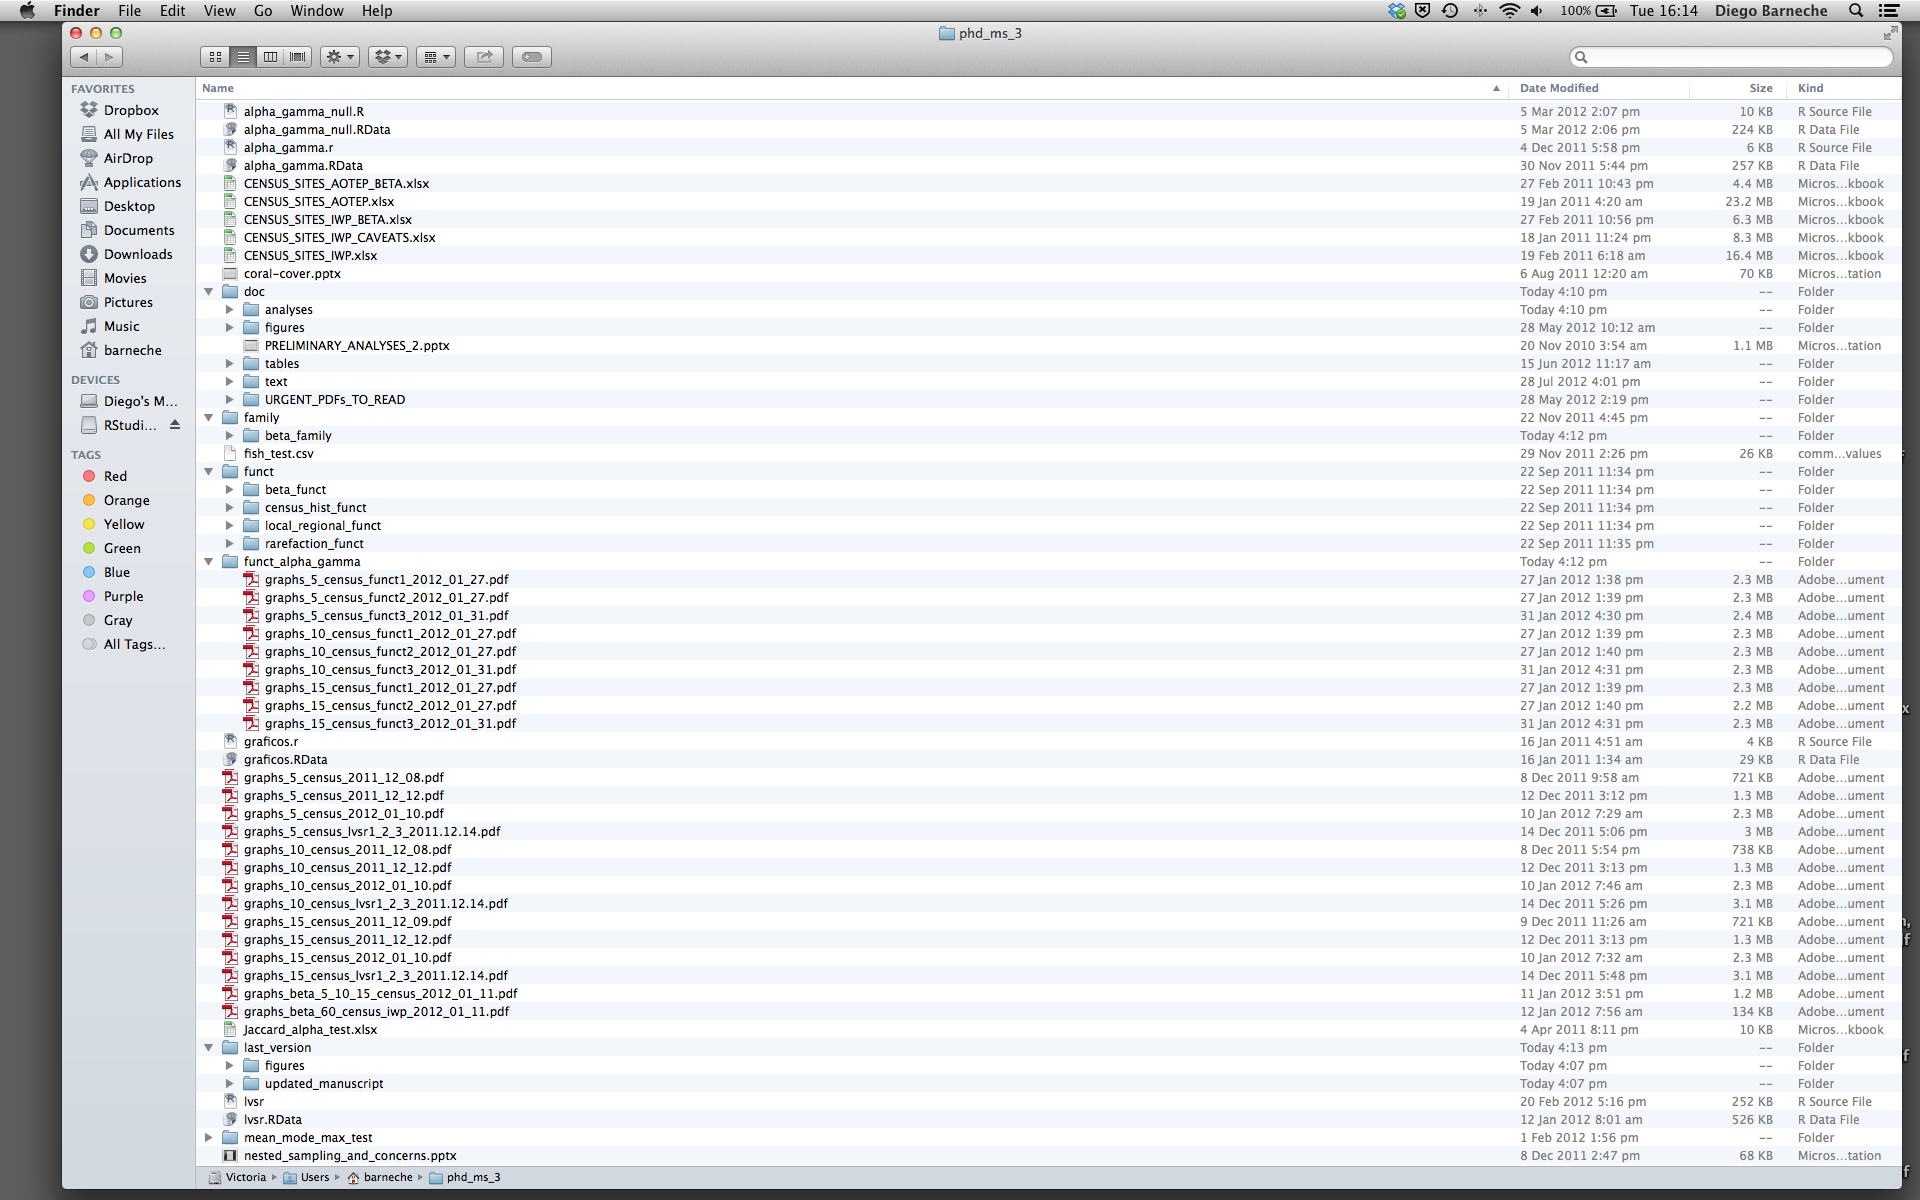 Finder File Edit View Go Window Help 100% Tue 16:14 Diego Barneche
phd_ms_3
FAVORITES
Dropbox
All My Files
AirDrop
Applications
Desktop
Documents
Downloads
Movies
Pictures
Music
barneche
DEVICES
Diego's M...
RStudi...
TAGS
Red
Orange
Yellow
Green
Blue
Purple
Gray
All Tags...
Name Date Modified Size Kind
alpha_gamma_null.R 5 Mar 2012 2:07 pm 10 KB R Source File
alpha_gamma_null.RData 5 Mar 2012 2:06 pm 224 KB R Data File
alpha_gamma.r 4 Dec 2011 5:58 pm 6 KB R Source File
alpha_gamma.RData 30 Nov 2011 5:44 pm 257 KB R Data File
CENSUS_SITES_AOTEP_BETA.xlsx 27 Feb 2011 10:43 pm 4.4 MB Micros...kbook
CENSUS_SITES_AOTEP.xlsx 19 Jan 2011 4:20 am 23.2 MB Micros...kbook
CENSUS_SITES_IWP_BETA.xlsx 27 Feb 2011 10:56 pm 6.3 MB Micros...kbook
CENSUS_SITES_IWP_CAVEATS.xlsx 18 Jan 2011 11:24 pm 8.3 MB Micros...kbook
CENSUS_SITES_IWP.xlsx 19 Feb 2011 6:18 am 16.4 MB Micros...kbook
coral-cover.pptx 6 Aug 2011 12:20 am 70 KB Micros...tation
doc Today 4:10 pm -- Folder
analyses Today 4:10 pm -- Folder
figures 28 May 2012 10:12 am -- Folder
PRELIMINARY_ANALYSES_2.pptx 20 Nov 2010 3:54 am 1.1 MB Micros...tation
tables 15 Jun 2012 11:17 am -- Folder
text 28 Jul 2012 4:01 pm -- Folder
URGENT_PDFs_TO_READ 28 May 2012 2:19 pm -- Folder
family 22 Nov 2011 4:45 pm -- Folder
beta_family Today 4:12 pm -- Folder
fish_test.csv 29 Nov 2011 2:26 pm 26 KB comm...values
funct 22 Sep 2011 11:34 pm -- Folder
beta_funct 22 Sep 2011 11:34 pm -- Folder
census_hist_funct 22 Sep 2011 11:34 pm -- Folder
local_regional_funct 22 Sep 2011 11:34 pm -- Folder
rarefaction_funct 22 Sep 2011 11:35 pm -- Folder
funct_alpha_gamma Today 4:12 pm -- Folder
graphs_5_census_funct1_2012_01_27.pdf 27 Jan 2012 1:38 pm 2.3 MB Adobe...ument
graphs_5_census_funct2_2012_01_27.pdf 27 Jan 2012 1:39 pm 2.3 MB Adobe...ument
graphs_5_census_funct3_2012_01_31.pdf 31 Jan 2012 4:30 pm 2.4 MB Adobe...ument
graphs_10_census_funct1_2012_01_27.pdf 27 Jan 2012 1:39 pm 2.3 MB Adobe...ument
graphs_10_census_funct2_2012_01_27.pdf 27 Jan 2012 1:40 pm 2.3 MB Adobe...ument
graphs_10_census_funct3_2012_01_31.pdf 31 Jan 2012 4:31 pm 2.3 MB Adobe...ument
graphs_15_census_funct1_2012_01_27.pdf 27 Jan 2012 1:39 pm 2.3 MB Adobe...ument
graphs_15_census_funct2_2012_01_27.pdf 27 Jan 2012 1:40 pm 2.2 MB Adobe...ument
graphs_15_census_funct3_2012_01_31.pdf 31 Jan 2012 4:31 pm 2.3 MB Adobe...ument
graficos.r 16 Jan 2011 4:51 am 4 KB R Source File
graficos.RData 16 Jan 2011 1:34 am 29 KB R Data File
graphs_5_census_2011_12_08.pdf 8 Dec 2011 9:58 am 721 KB Adobe...ument
graphs_5_census_2011_12_12.pdf 12 Dec 2011 3:12 pm 1.3 MB Adobe...ument
graphs_5_census_2012_01_10.pdf 10 Jan 2012 7:29 am 2.3 MB Adobe...ument
graphs_5_census_lvsr1_2_3_2011.12.14.pdf 14 Dec 2011 5:06 pm 3 MB Adobe...ument
graphs_10_census_2011_12_08.pdf 8 Dec 2011 5:54 pm 738 KB Adobe...ument
graphs_10_census_2011_12_12.pdf 12 Dec 2011 3:13 pm 1.3 MB Adobe...ument
graphs_10_census_2012_01_10.pdf 10 Jan 2012 7:46 am 2.3 MB Adobe...ument
graphs_10_census_lvsr1_2_3_2011.12.14.pdf 14 Dec 2011 5:26 pm 3.1 MB Adobe...ument
graphs_15_census_2011_12_09.pdf 9 Dec 2011 11:26 am 721 KB Adobe...ument
graphs_15_census_2011_12_12.pdf 12 Dec 2011 3:13 pm 1.3 MB Adobe...ument
graphs_15_census_2012_01_10.pdf 10 Jan 2012 7:32 am 2.3 MB Adobe...ument
graphs_15_census_lvsr1_2_3_2011.12.14.pdf 14 Dec 2011 5:48 pm 3.1 MB Adobe...ument
graphs_beta_5_10_15_census_2012_01_11.pdf 11 Jan 2012 3:51 pm 1.2 MB Adobe...ument
graphs_beta_60_census_iwp_2012_01_11.pdf 12 Jan 2012 7:56 am 134 KB Adobe...ument
Jaccard_alpha_test.xlsx 4 Apr 2011 8:11 pm 10 KB Micros...kbook
last_version Today 4:13 pm -- Folder
figures Today 4:07 pm -- Folder
updated_manuscript Today 4:07 pm -- Folder
lvsr 20 Feb 2012 5:16 pm 252 KB R Source File
lvsr.RData 12 Jan 2012 8:01 am 526 KB R Data File
mean_mode_max_test 1 Feb 2012 1:56 pm -- Folder
nested_sampling_and_concerns.pptx 8 Dec 2011 2:47 pm 68 KB Micros...tation
Victoria Users barneche phd_ms_3